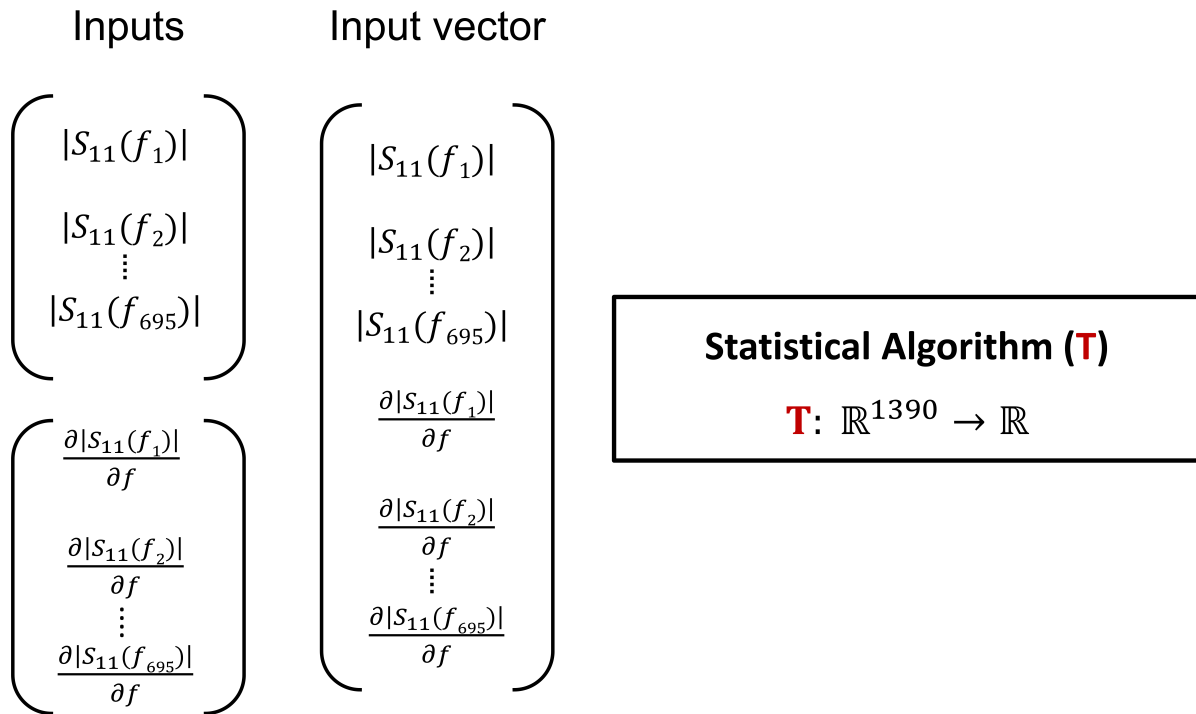 Inputs
|S₁₁(f₁)|
|S₁₁(f₂)|
⋮
|S₁₁(f₆₉₅)|
∂|S₁₁(f₁)|
∂f
∂|S₁₁(f₂)|
∂f
⋮
∂|S₁₁(f₆₉₅)|
∂f
Input vector
|S₁₁(f₁)|
|S₁₁(f₂)|
⋮
|S₁₁(f₆₉₅)|
∂|S₁₁(f₁)|
∂f
∂|S₁₁(f₂)|
∂f
⋮
∂|S₁₁(f₆₉₅)|
∂f
Statistical Algorithm (T)
T: ℝ¹³⁹⁰ → ℝ